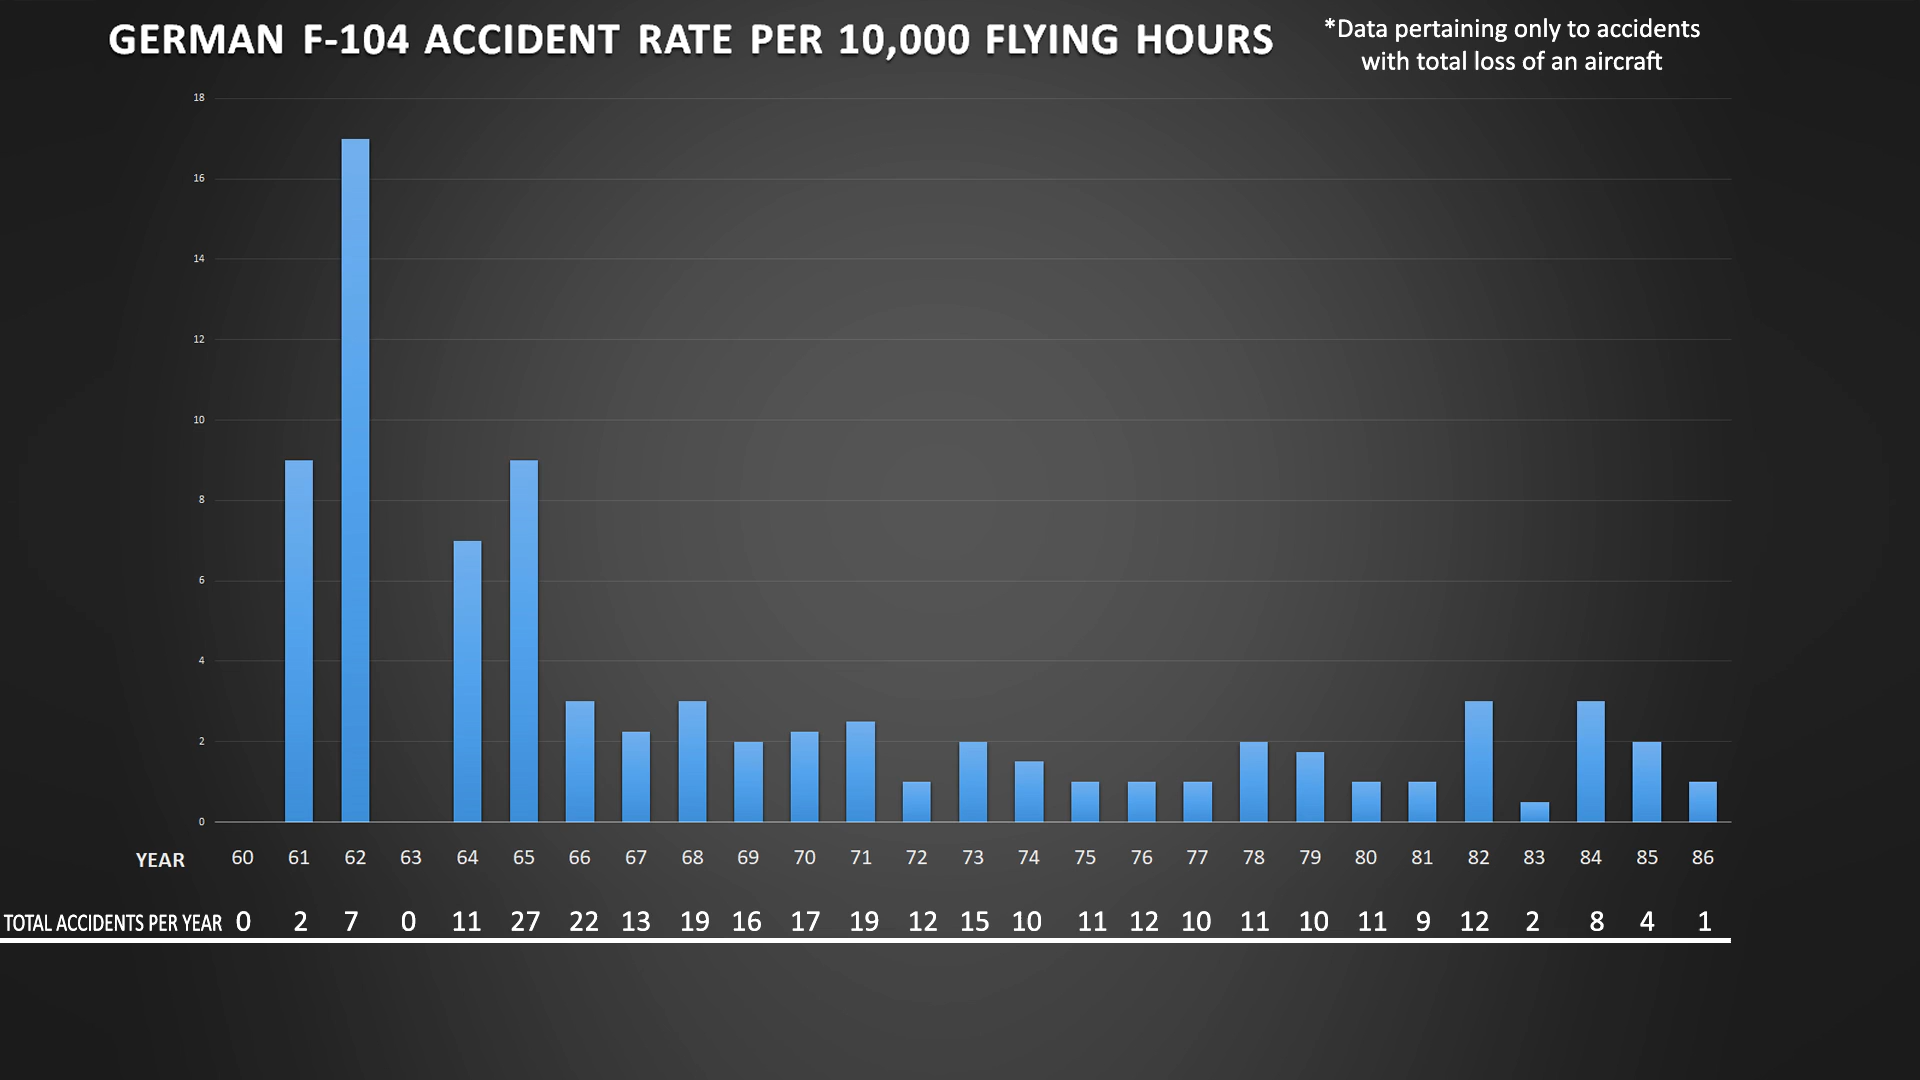 GERMAN F-104 ACCIDENT RATE PER 10,000 FLYING HOURS
*Data pertaining only to accidents
with total loss of an aircraft
18
16
14
12
10
8
6
4
2
0
YEAR 60 61 62 63 64 65 66 67 68 69 70 71 72 73 74 75 76 77 78 79 80 81 82 83 84 85 86
TOTAL ACCIDENTS PER YEAR 0 2 7 0 11 27 22 13 19 16 17 19 12 15 10 11 12 10 11 10 11 9 12 2 8 4 1